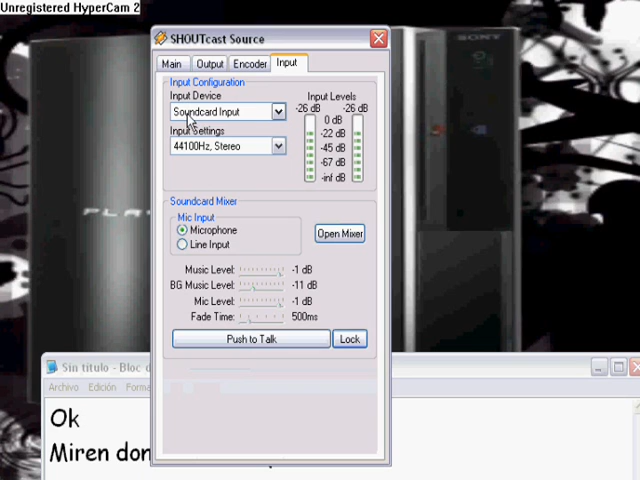 Unregistered HyperCam 2
SHOUTcast Source
SONY
Main Output Encoder Input
Input Configuration
Input Device
Soundcard Input
Input Settings
44100Hz, Stereo
Input Levels
-26 dB -26 dB
0 dB
-22 dB
-45 dB
-67 dB
-inf dB
Soundcard Mixer
Mic Input
Microphone
Line Input
Open Mixer
Music Level: -1 dB
BG Music Level: -11 dB
Mic Level: -1 dB
Fade Time: 500ms
Push to Talk Lock
Sin título - Bloc d
Archivo Edición Forma
Ok
Miren don